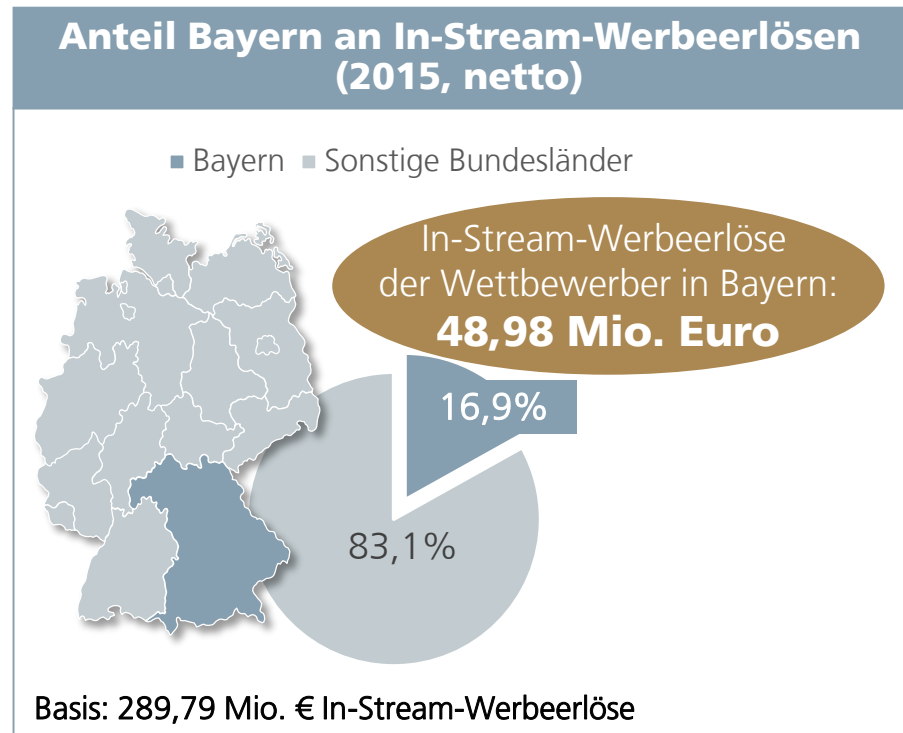 Anteil Bayern an In-Stream-Werbeerlösen
(2015, netto)
Bayern Sonstige Bundesländer
In-Stream-Werbeerlöse
der Wettbewerber in Bayern:
48,98 Mio. Euro
16,9%
83,1%
Basis: 289,79 Mio. € In-Stream-Werbeerlöse